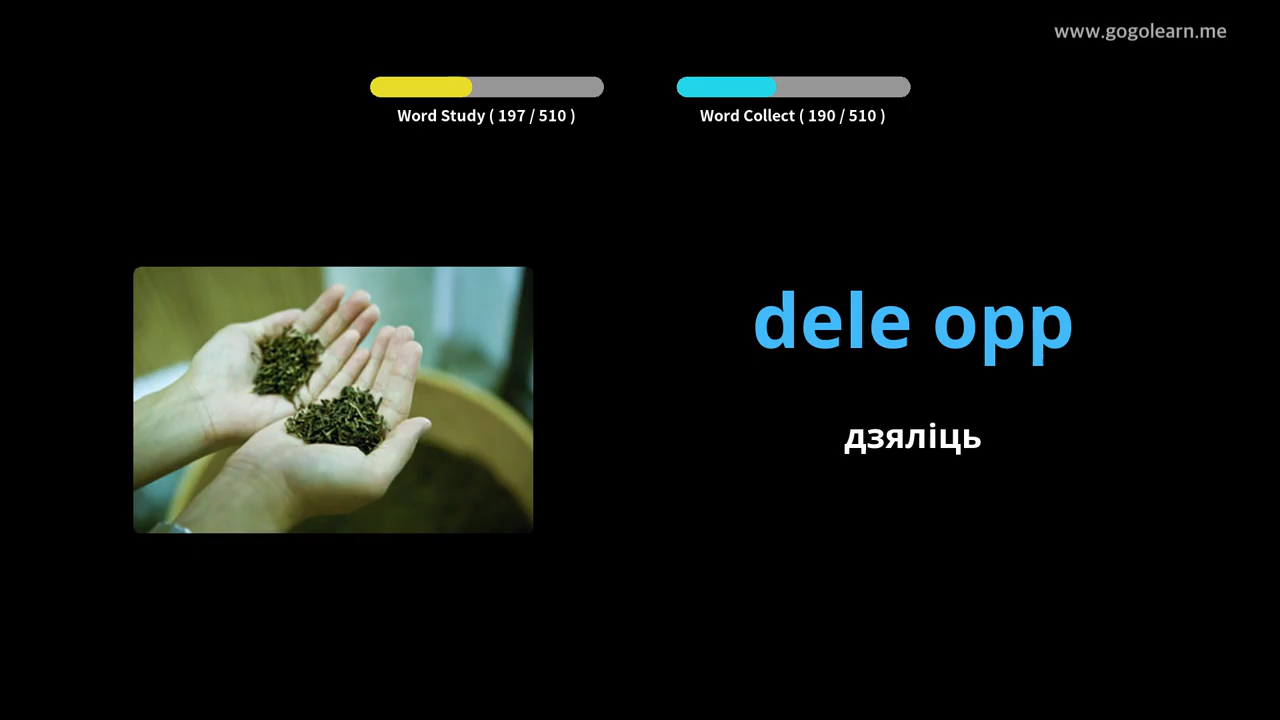 www.gogolearn.me
Word Study ( 197 / 510 )
Word Collect ( 190 / 510 )
dele opp
дзяліць